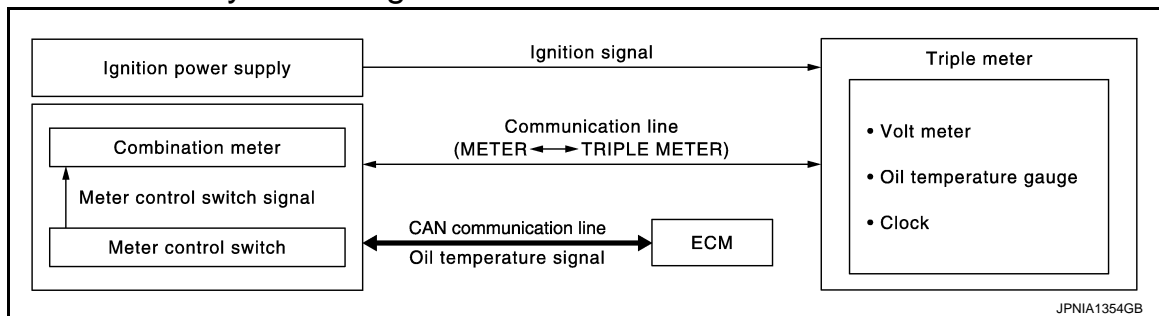 Ignition power supply
Ignition signal
Triple meter
Combination meter
Meter control switch signal
Meter control switch
Communication line
(METER ◄─► TRIPLE METER)
CAN communication line
Oil temperature signal
ECM
• Volt meter
• Oil temperature gauge
• Clock
JPNIA1354GB